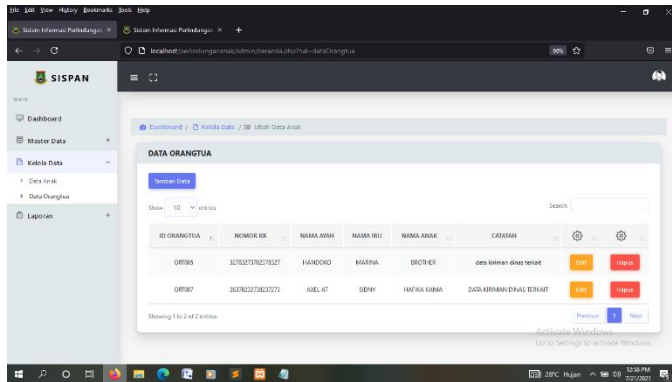 File Edit View History Bookmarks Tools Help
Sistem Informasi Perlindungan
Sistem Informasi Perlindungan
localhost/perlindungananak/admin/beranda.php?hal=dataOrangtua
90%
SISPAN
MAIN
Dashboard
Master Data +
Kelola Data −
Data Anak
Data Orangtua
Laporan +
Dashboard / Kelola Data / Ubah Data Anak
DATA ORANGTUA
Tambah Data
Show 10 entries
Search:
ID ORANGTUA NOMOR KK NAMA AYAH NAMA IBU NAMA ANAK CATATAN
ORT005 HANDOKO MARINA BROTHER data kiriman dinas terkait Edit Hapus
ORT007 AXEL AT SIDNY HAFIKA KANIA DATA KIRIMAN DINAS TERKAIT Edit Hapus
Showing 1 to 2 of 2 entries
Previous 1 Next
Activate Windows
Go to Settings to activate Windows.
28°C Hujan
12:58 PM
7/21/2021